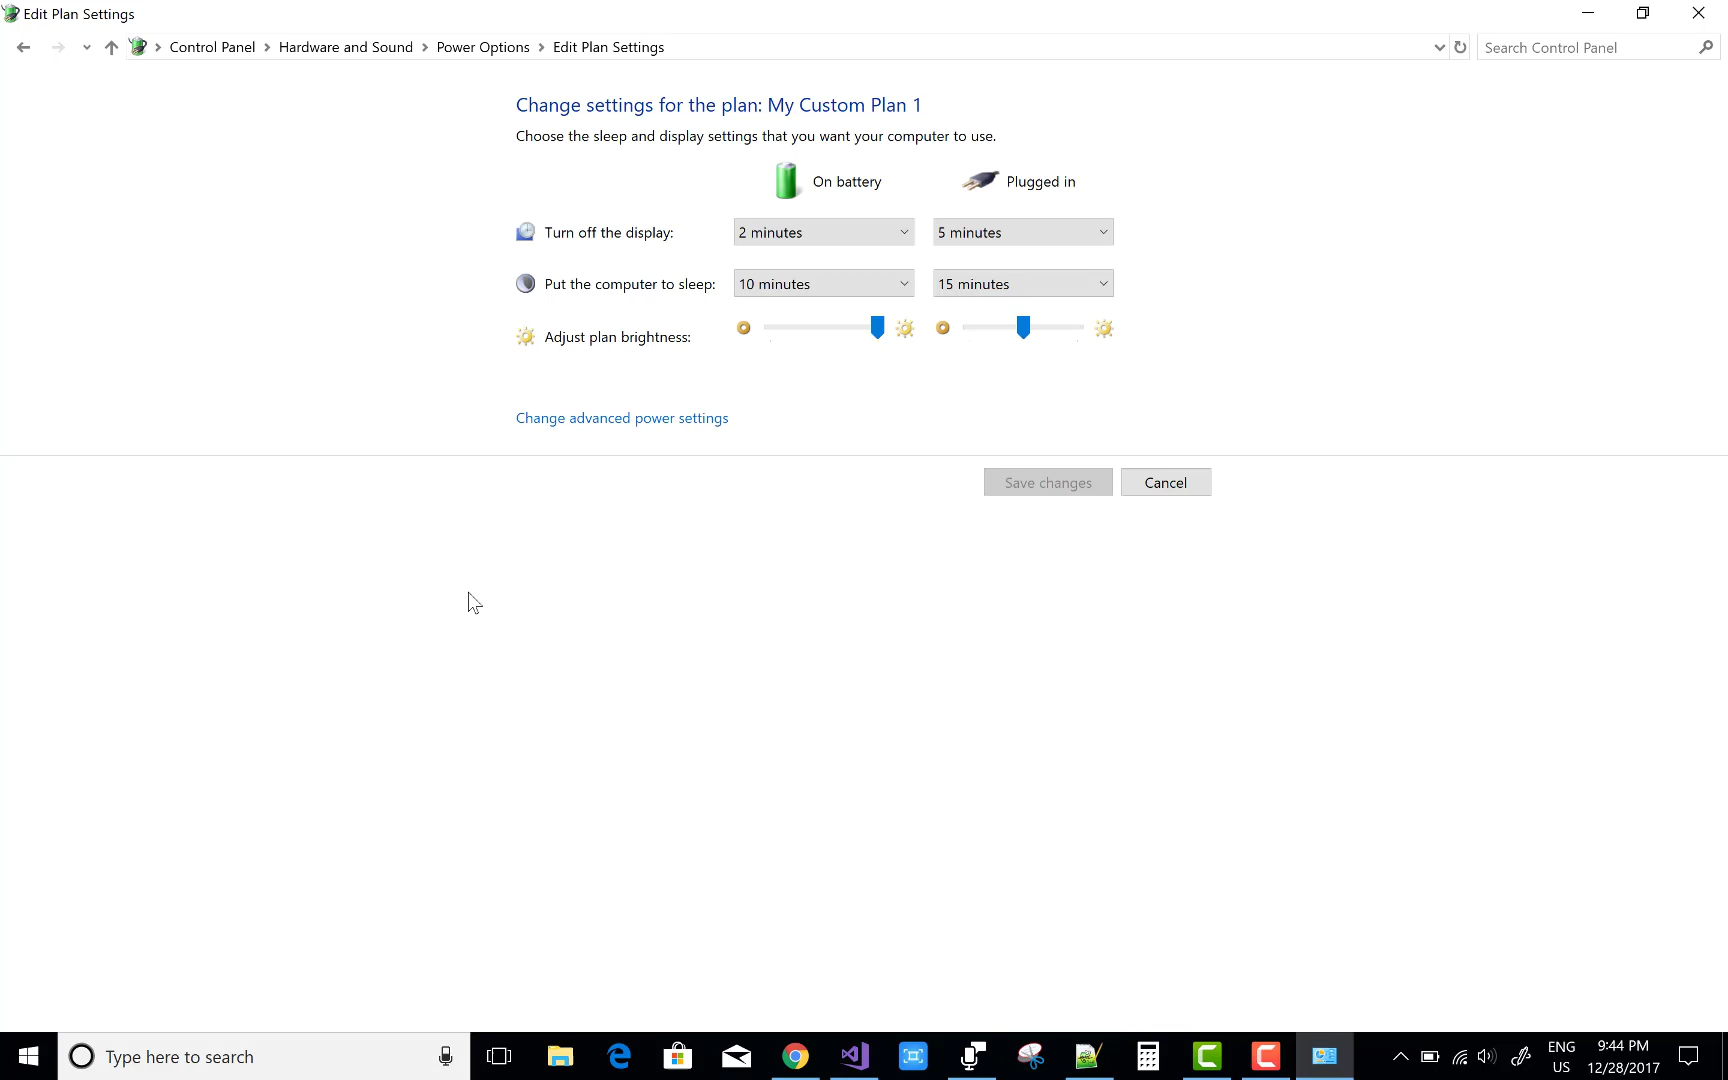 Edit Plan Settings
Control Panel > Hardware and Sound > Power Options > Edit Plan Settings
Search Control Panel
Change settings for the plan: My Custom Plan 1
Choose the sleep and display settings that you want your computer to use.
On battery Plugged in
Turn off the display: 2 minutes 5 minutes
Put the computer to sleep: 10 minutes 15 minutes
Adjust plan brightness:
Change advanced power settings
Save changes Cancel
Type here to search
ENG
US
9:44 PM
12/28/2017